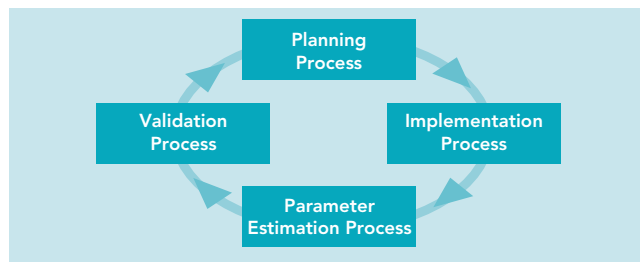 Planning
Process
Validation
Process
Implementation
Process
Parameter
Estimation Process